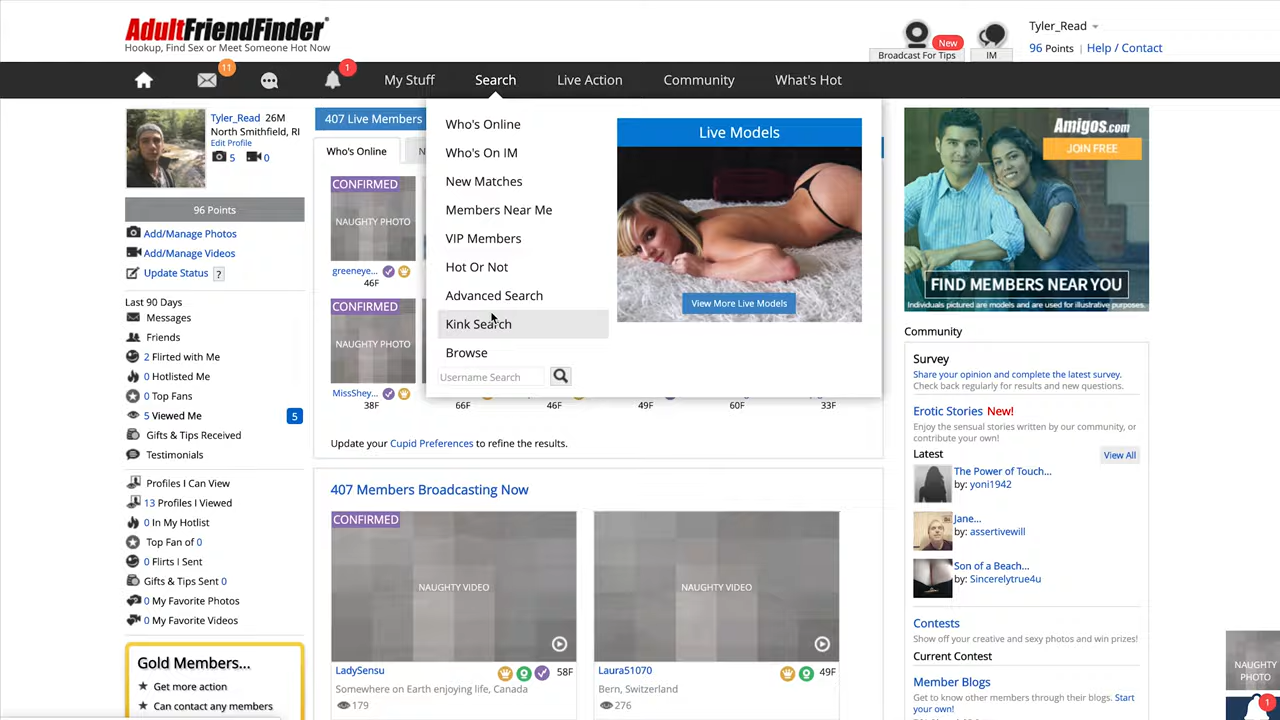 AdultFriendFinder
Hookup, Find Sex or Meet Someone Hot Now
New
Broadcast For Tips
IM
Tyler_Read
96 Points | Help / Contact
11
1
My Stuff
Search
Live Action
Community
What's Hot
Tyler_Read 26M
North Smithfield, RI
Edit Profile
5 0
96 Points
Add/Manage Photos
Add/Manage Videos
Update Status ?
Last 90 Days
Messages
Friends
2 Flirted with Me
0 Hotlisted Me
0 Top Fans
5 Viewed Me 5
Gifts & Tips Received
Testimonials
Profiles I Can View
13 Profiles I Viewed
0 In My Hotlist
Top Fan of 0
0 Flirts I Sent
Gifts & Tips Sent 0
0 My Favorite Photos
0 My Favorite Videos
Gold Members...
★ Get more action
★ Can contact any members
407 Live Members
Who's Online
N
CONFIRMED
NAUGHTY PHOTO
greeneye...
46F
CONFIRMED
NAUGHTY PHOTO
MissShey...
38F 66F 46F 49F 60F 33F
Who's Online
Who's On IM
New Matches
Members Near Me
VIP Members
Hot Or Not
Advanced Search
Kink Search
Browse
Username Search
Live Models
View More Live Models
Update your Cupid Preferences to refine the results.
407 Members Broadcasting Now
CONFIRMED
NAUGHTY VIDEO
LadySensu 58F
Somewhere on Earth enjoying life, Canada
179
NAUGHTY VIDEO
Laura51070 49F
Bern, Switzerland
276
Amigos.com
JOIN FREE
FIND MEMBERS NEAR YOU
Individuals pictured are models and are used for illustrative purposes.
Community
Survey
Share your opinion and complete the latest survey.
Check back regularly for results and new questions.
Erotic Stories New!
Enjoy the sensual stories written by our community, or
contribute your own!
Latest
View All
The Power of Touch...
by: yoni1942
Jane...
by: assertivewill
Son of a Beach...
by: Sincerelytrue4u
Contests
Show off your creative and sexy photos and win prizes!
Current Contest
Member Blogs
Get to know other members through their blogs. Start
your own!
NAUGHTY
PHOTO
1